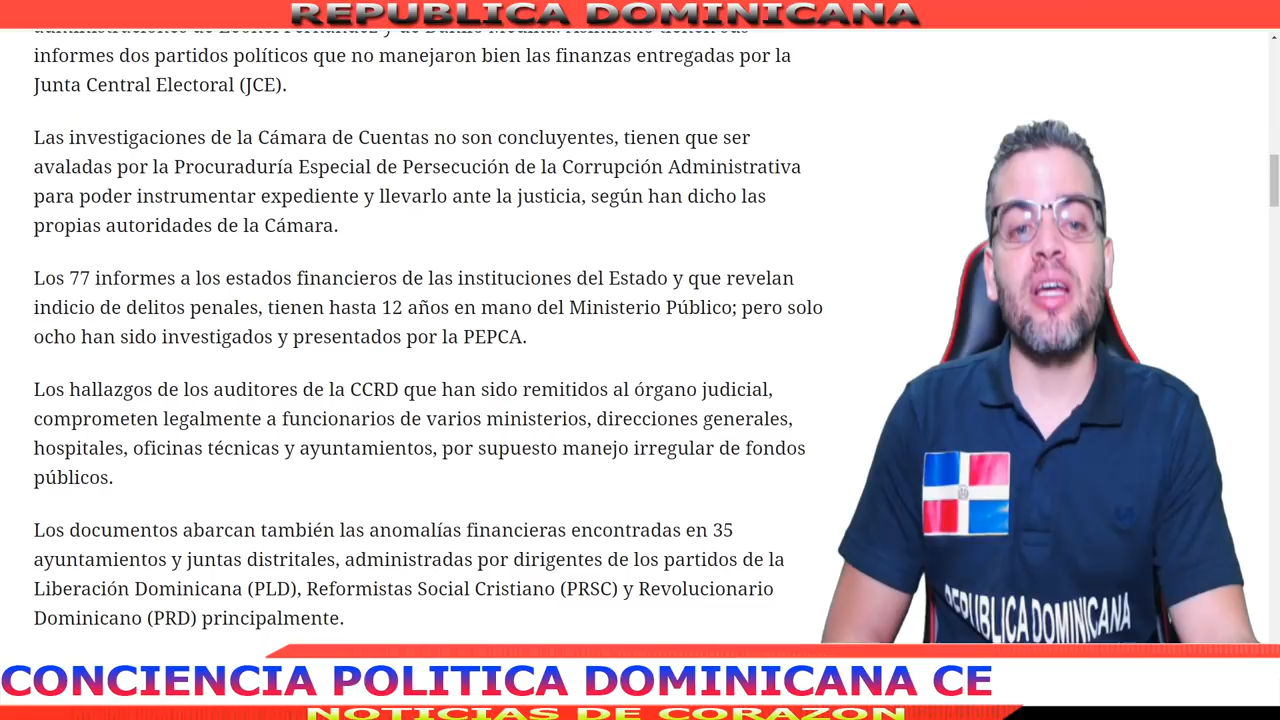 REPUBLICA DOMINICANA
informes dos partidos políticos que no manejaron bien las finanzas entregadas por la
Junta Central Electoral (JCE).
Las investigaciones de la Cámara de Cuentas no son concluyentes, tienen que ser
avaladas por la Procuraduría Especial de Persecución de la Corrupción Administrativa
para poder instrumentar expediente y llevarlo ante la justicia, según han dicho las
propias autoridades de la Cámara.
Los 77 informes a los estados financieros de las instituciones del Estado y que revelan
indicio de delitos penales, tienen hasta 12 años en mano del Ministerio Público; pero solo
ocho han sido investigados y presentados por la PEPCA.
Los hallazgos de los auditores de la CCRD que han sido remitidos al órgano judicial,
comprometen legalmente a funcionarios de varios ministerios, direcciones generales,
hospitales, oficinas técnicas y ayuntamientos, por supuesto manejo irregular de fondos
públicos.
Los documentos abarcan también las anomalías financieras encontradas en 35
ayuntamientos y juntas distritales, administradas por dirigentes de los partidos de la
Liberación Dominicana (PLD), Reformistas Social Cristiano (PRSC) y Revolucionario
Dominicano (PRD) principalmente.
REPUBLICA DOMINICANA
CONCIENCIA POLITICA DOMINICANA CE
NOTICIAS DE CORAZON